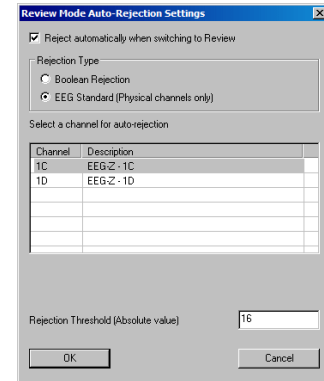 Review Mode Auto-Rejection Settings
Reject automatically when switching to Review
Rejection Type
Boolean Rejection
EEG Standard (Physical channels only)
Select a channel for auto-rejection
Channel Description
1C EEG-Z - 1C
1D EEG-Z - 1D
Rejection Threshold (Absolute value) 16
OK Cancel